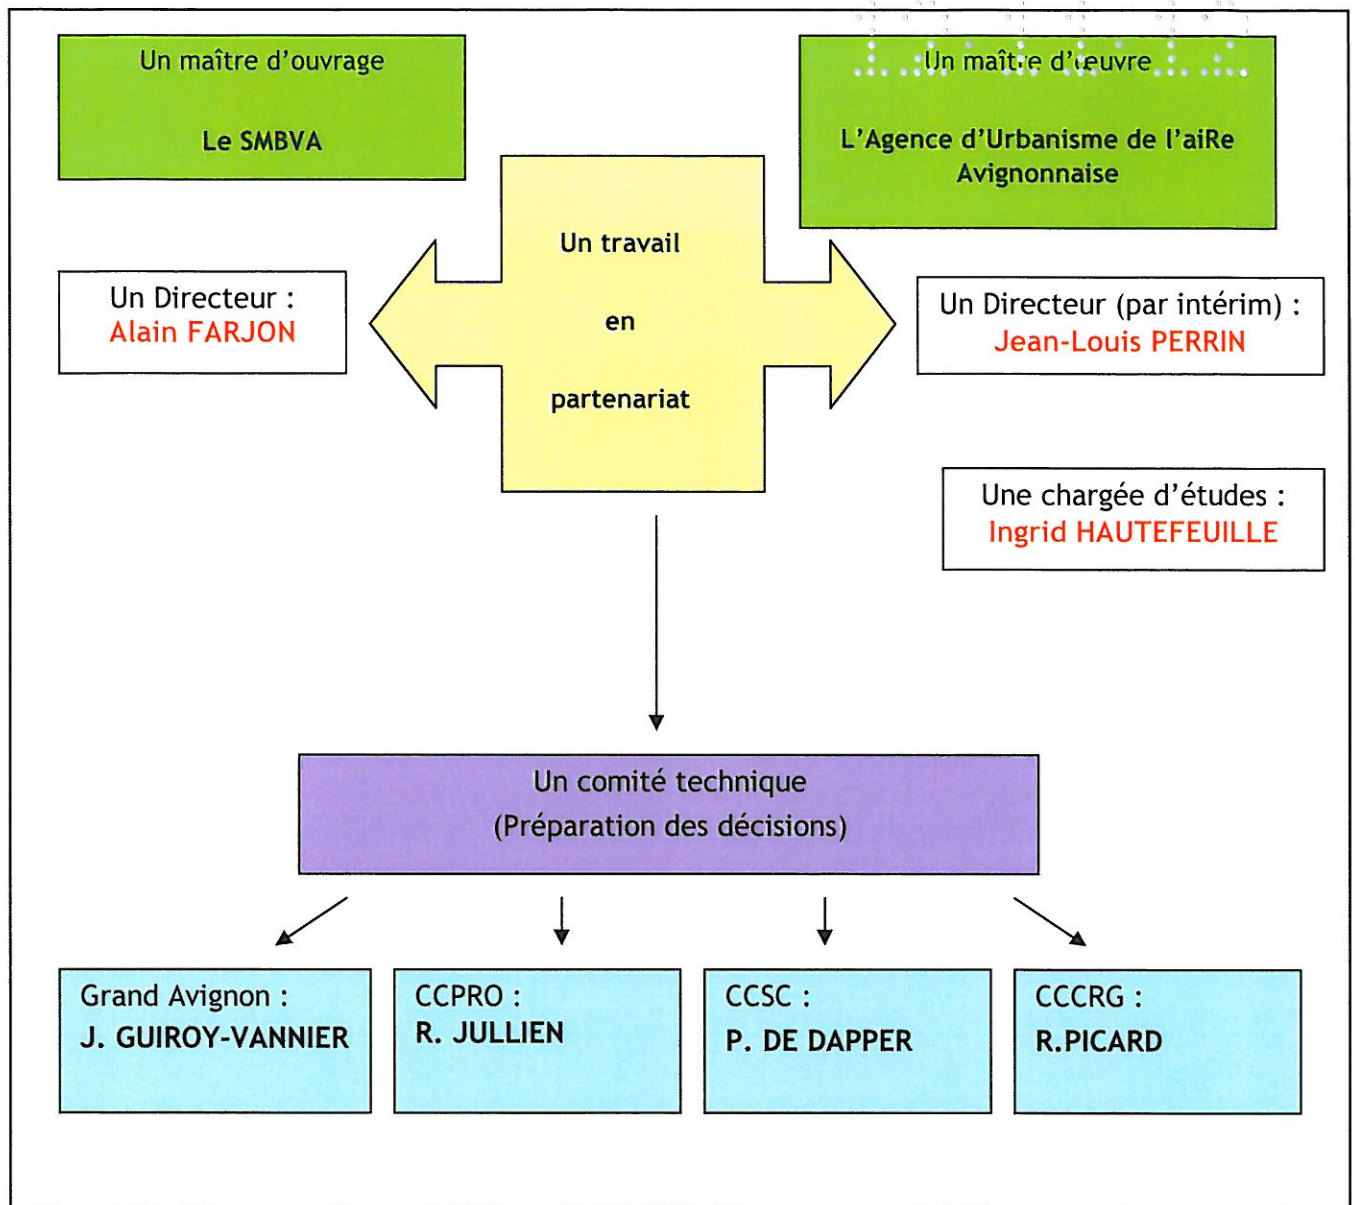 Un maître d'ouvrage
Le SMBVA
Un maître d'œuvre
L'Agence d'Urbanisme de l'aiRe
Avignonnaise
Un travail
en
partenariat
Un Directeur :
Alain FARJON
Un Directeur (par intérim) :
Jean-Louis PERRIN
Une chargée d'études :
Ingrid HAUTEFEUILLE
Un comité technique
(Préparation des décisions)
Grand Avignon :
J. GUIROY-VANNIER
CCPRO :
R. JULLIEN
CCSC :
P. DE DAPPER
CCCRG :
R.PICARD